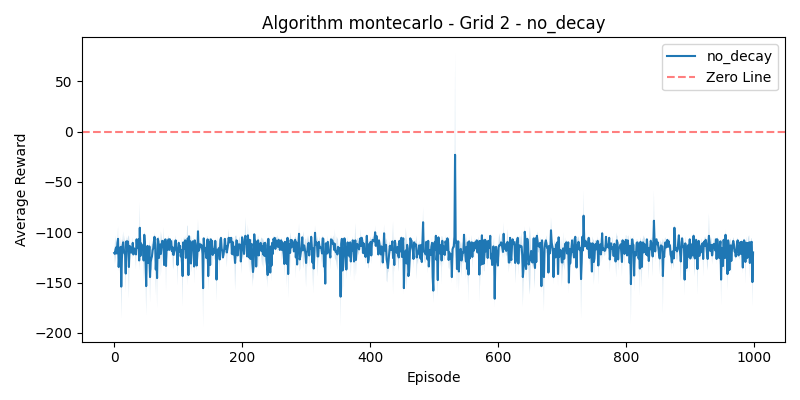 Algorithm montecarlo - Grid 2 - no_decay
no_decay
Zero Line
Average Reward
50
0
−50
−100
−150
−200
0 200 400 600 800 1000
Episode